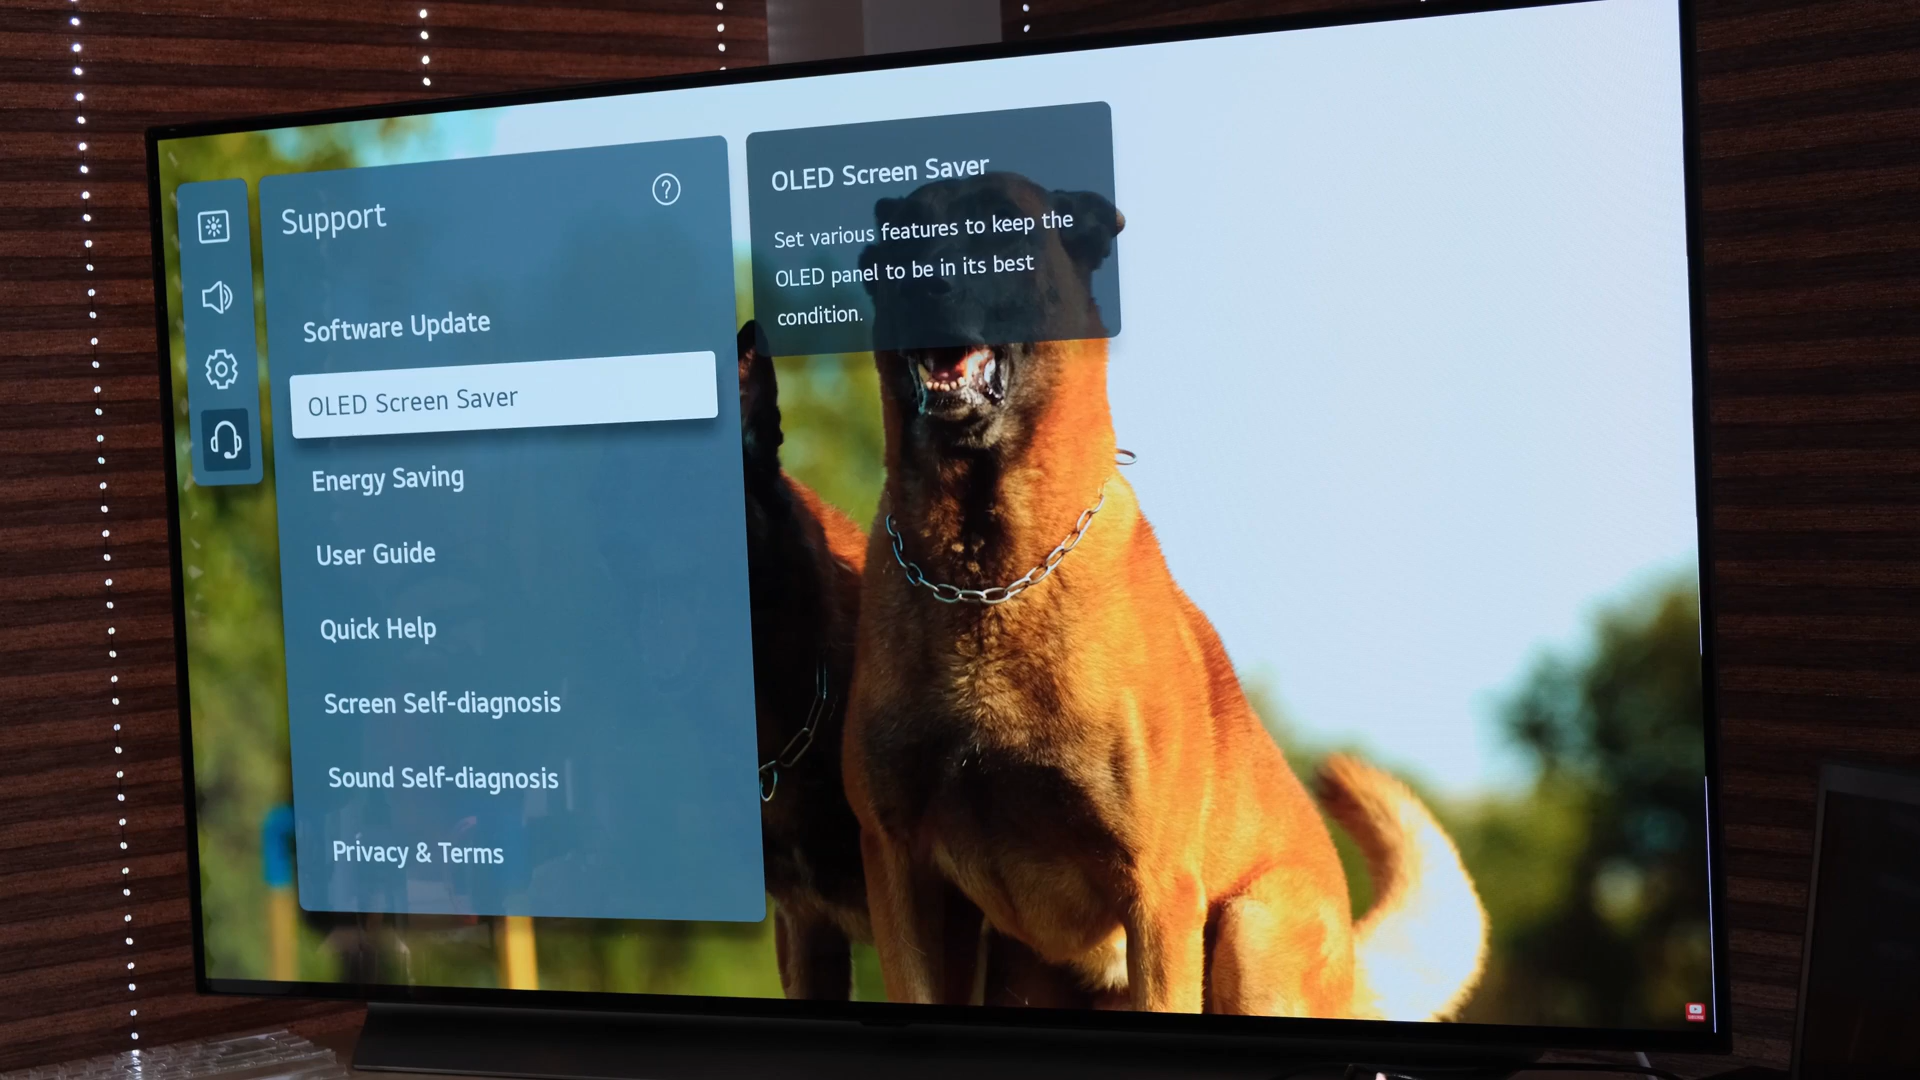 Support
?
Software Update
OLED Screen Saver
Energy Saving
User Guide
Quick Help
Screen Self-diagnosis
Sound Self-diagnosis
Privacy & Terms
OLED Screen Saver
Set various features to keep the
OLED panel to be in its best
condition.